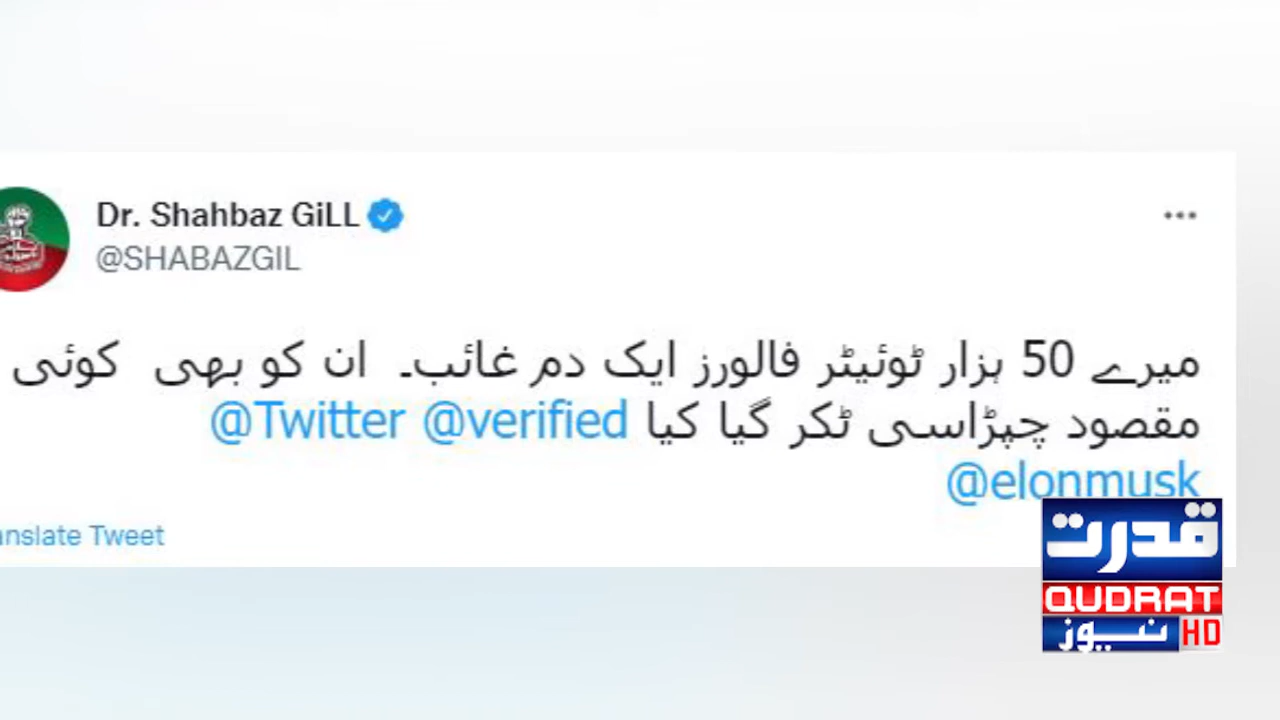 Dr. Shahbaz GiLL
@SHABAZGIL
میرے 50 ہزار ٹوئیٹر فالورز ایک دم غائب۔ ان کو بھی کوئی
مقصود چپڑاسی ٹکر گیا کیا @Twitter @verified
@elonmusk
anslate Tweet
قدرت
QUDRAT
نیوز HD